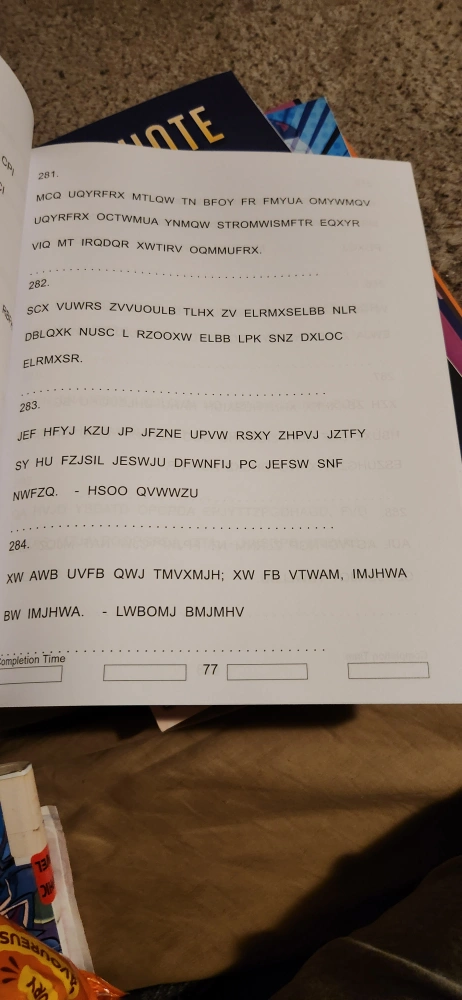 NOTE
281.
MCQ UQYRFRX MTLQW TN BFOY FR FMYUA OMYWMQV
UQYRFRX OCTWMUA YNMQW STROMWISMFTR EQXYR
VIQ MT IRQDQR XWTIRV OQMMUFRX.
282.
SCX VUWRS ZVVUOULB TLHX ZV ELRMXSELBB NLR
DBLQXK NUSC L RZOOXW ELBB LPK SNZ DXLOC
ELRMXSR.
283.
JEF HFYJ KZU JP JFZNE UPVW RSXY ZHPVJ JZTFY
SY HU FZJSIL JESWJU DFWNFIJ PC JEFSW SNF
NWFZQ. - HSOO QVWWZU
284.
XW AWB UVFB QWJ TMVXMJH; XW FB VTWAM, IMJHWA
BW IMJHWA. - LWBOMJ BMJMHV
Completion Time
77